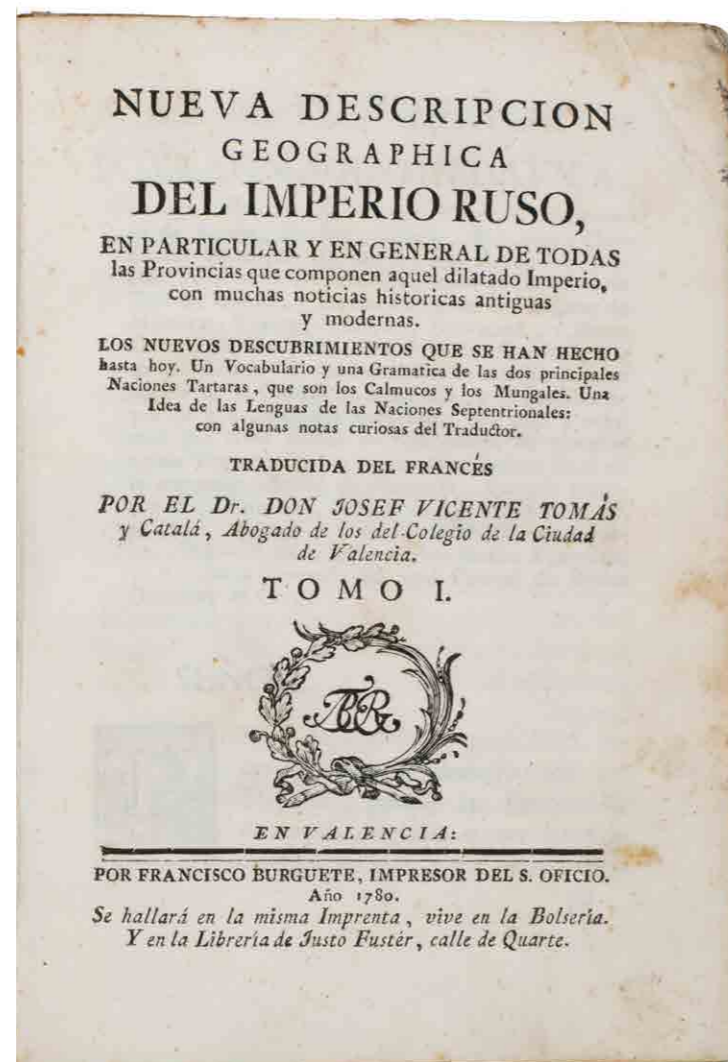 NUEVA DESCRIPCION
GEOGRAPHICA
DEL IMPERIO RUSO,
EN PARTICULAR Y EN GENERAL DE TODAS
las Provincias que componen aquel dilatado Imperio,
con muchas noticias historicas antiguas
y modernas.
LOS NUEVOS DESCUBRIMIENTOS QUE SE HAN HECHO
hasta hoy. Un Vocabulario y una Gramatica de las dos principales
Naciones Tartaras, que son los Calmucos y los Mungales. Una
Idea de las Lenguas de las Naciones Septentrionales:
con algunas notas curiosas del Traductor.
TRADUCIDA DEL FRANCÉS
POR EL Dr. DON JOSEF VICENTE TOMÁS
y Catalá, Abogado de los del Colegio de la Ciudad
de Valencia.
TOMO I.
EN VALENCIA:
POR FRANCISCO BURGUETE, IMPRESOR DEL S. OFICIO.
Año 1780.
Se hallará en la misma Imprenta, vive en la Bolsería.
Y en la Librería de Justo Fustér, calle de Quarte.